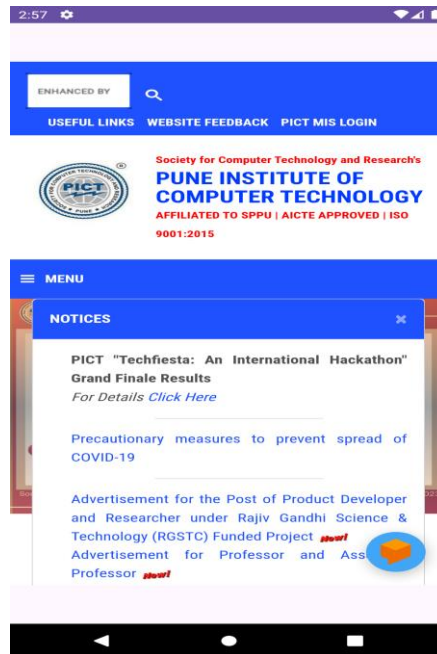 2:57
ENHANCED BY
USEFUL LINKS WEBSITE FEEDBACK PICT MIS LOGIN
PICT
Society for Computer Technology and Research's
PUNE INSTITUTE OF
COMPUTER TECHNOLOGY
AFFILIATED TO SPPU | AICTE APPROVED | ISO
9001:2015
MENU
NOTICES
PICT "Techfiesta: An International Hackathon"
Grand Finale Results
For Details Click Here
Precautionary measures to prevent spread of
COVID-19
Advertisement for the Post of Product Developer
and Researcher under Rajiv Gandhi Science &
Technology (RGSTC) Funded Project New!
Advertisement for Professor and Ass
Professor New!